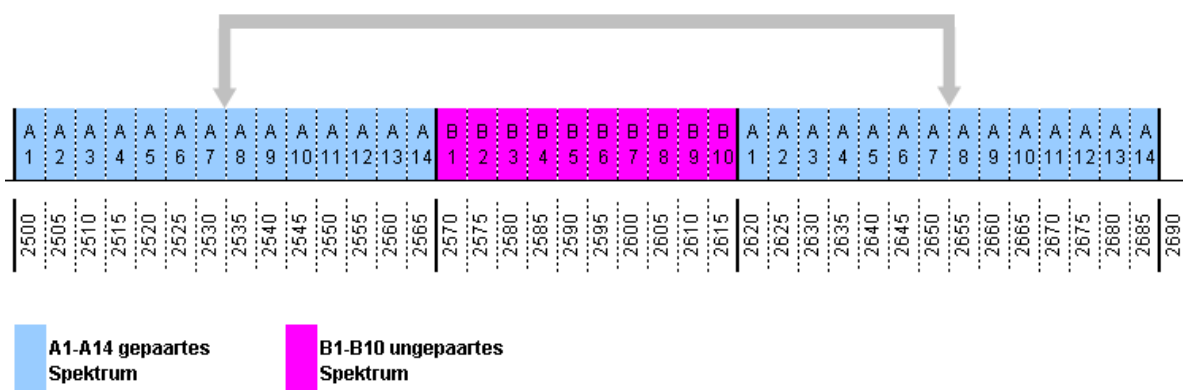 A A A A A A A A A A A A A A B B B B B B B B B B A A A A A A A A A A A A A A
1 2 3 4 5 6 7 8 9 10 11 12 13 14 1 2 3 4 5 6 7 8 9 10 1 2 3 4 5 6 7 8 9 10 11 12 13 14
2500 2505 2510 2515 2520 2525 2530 2535 2540 2545 2550 2555 2560 2565 2570 2575 2580 2585 2590 2595 2600 2605 2610 2615 2620 2625 2630 2635 2640 2645 2650 2655 2660 2665 2670 2675 2680 2685 2690
A1-A14 gepaartes
Spektrum
B1-B10 ungepaartes
Spektrum